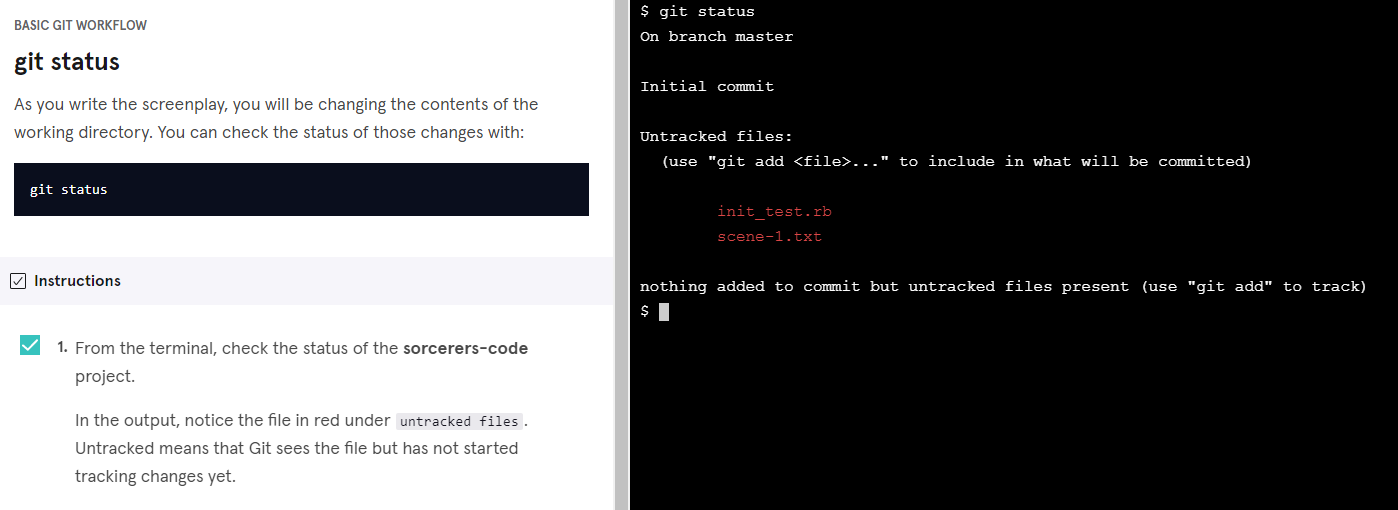 BASIC GIT WORKFLOW
git status
As you write the screenplay, you will be changing the contents of the
working directory. You can check the status of those changes with:
git status
Instructions
1. From the terminal, check the status of the sorcerers-code
project.
In the output, notice the file in red under untracked files.
Untracked means that Git sees the file but has not started
tracking changes yet.
$ git status
On branch master
Initial commit
Untracked files:
(use "git add <file>..." to include in what will be committed)
init_test.rb
scene-1.txt
nothing added to commit but untracked files present (use "git add" to track)
$